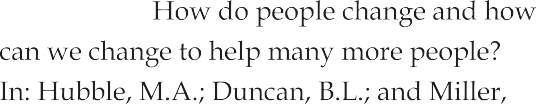 How do people change and how
can we change to help many more people?
In: Hubble, M.A.; Duncan, B.L.; and Miller,